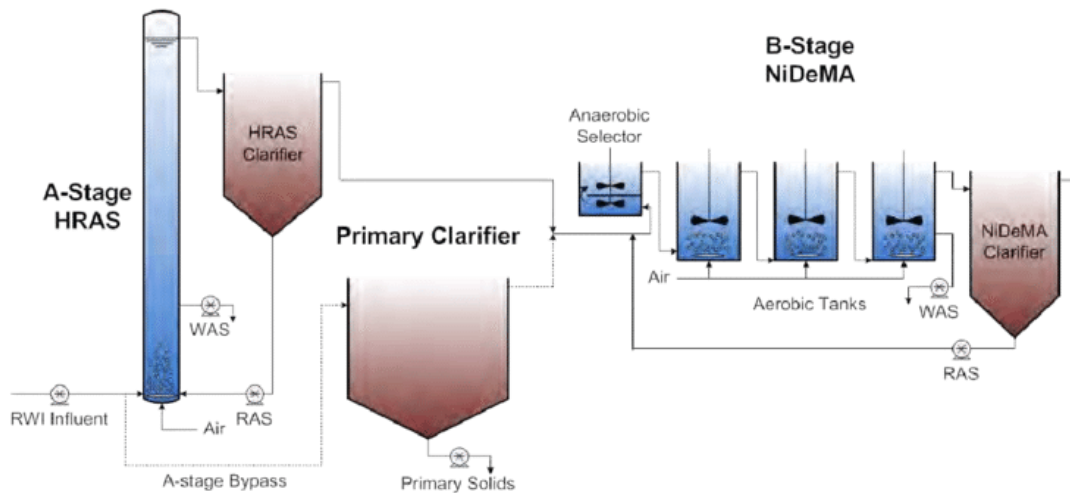 B-Stage
NiDeMA
Anaerobic
Selector
HRAS
Clarifier
A-Stage
HRAS
Primary Clarifier
NiDeMA
Clarifier
Air
Aerobic Tanks
WAS
WAS
RAS
RWI Influent
RAS
Air
A-stage Bypass
Primary Solids